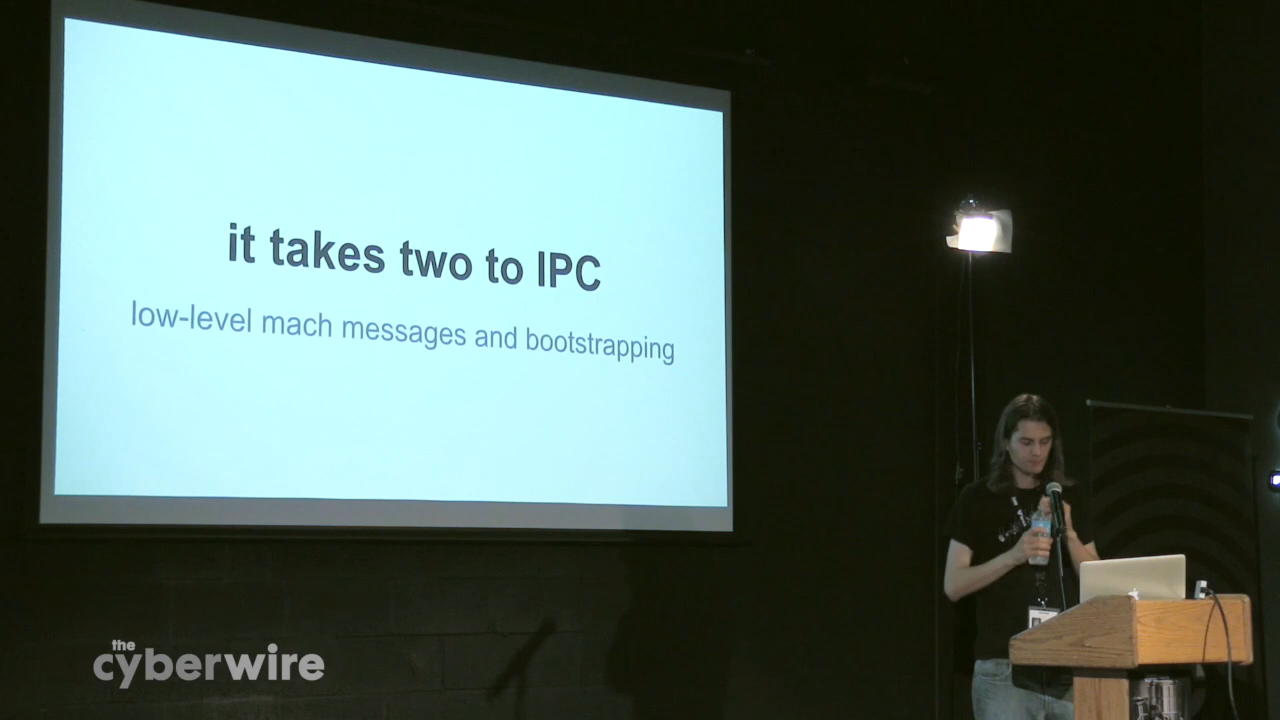 it takes two to IPC
low-level mach messages and bootstrapping
the
cyberwire